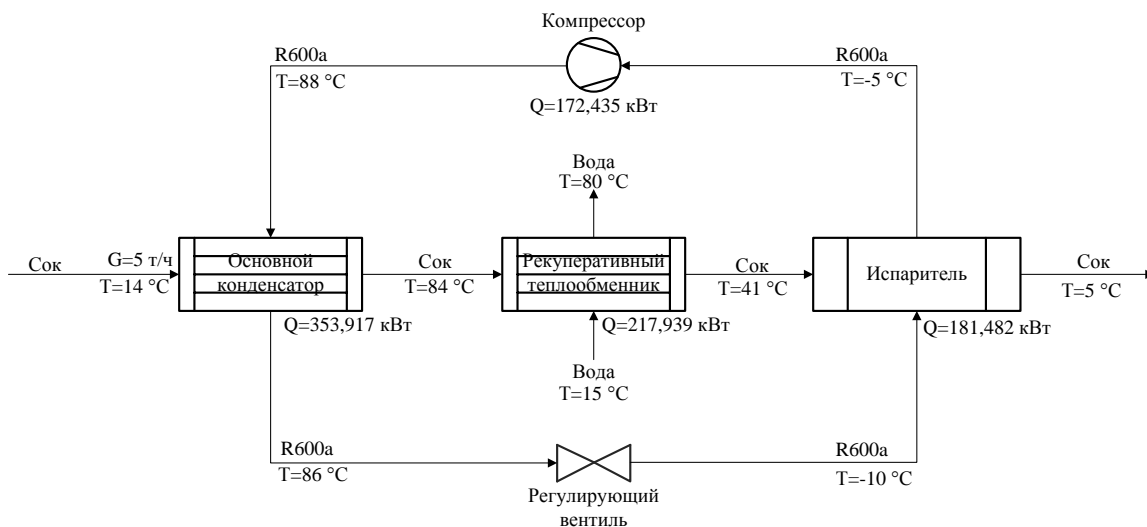 Компрессор
R600a
T=88 °C
R600a
T=-5 °C
Q=172,435 кВт
Вода
T=80 °C
Сок
G=5 т/ч
T=14 °C
Основной
конденсатор
Q=353,917 кВт
Сок
T=84 °C
Рекуперативный
теплообменник
Q=217,939 кВт
Сок
T=41 °C
Испаритель
Q=181,482 кВт
Сок
T=5 °C
Вода
T=15 °C
R600a
T=86 °C
R600a
T=-10 °C
Регулирующий
вентиль